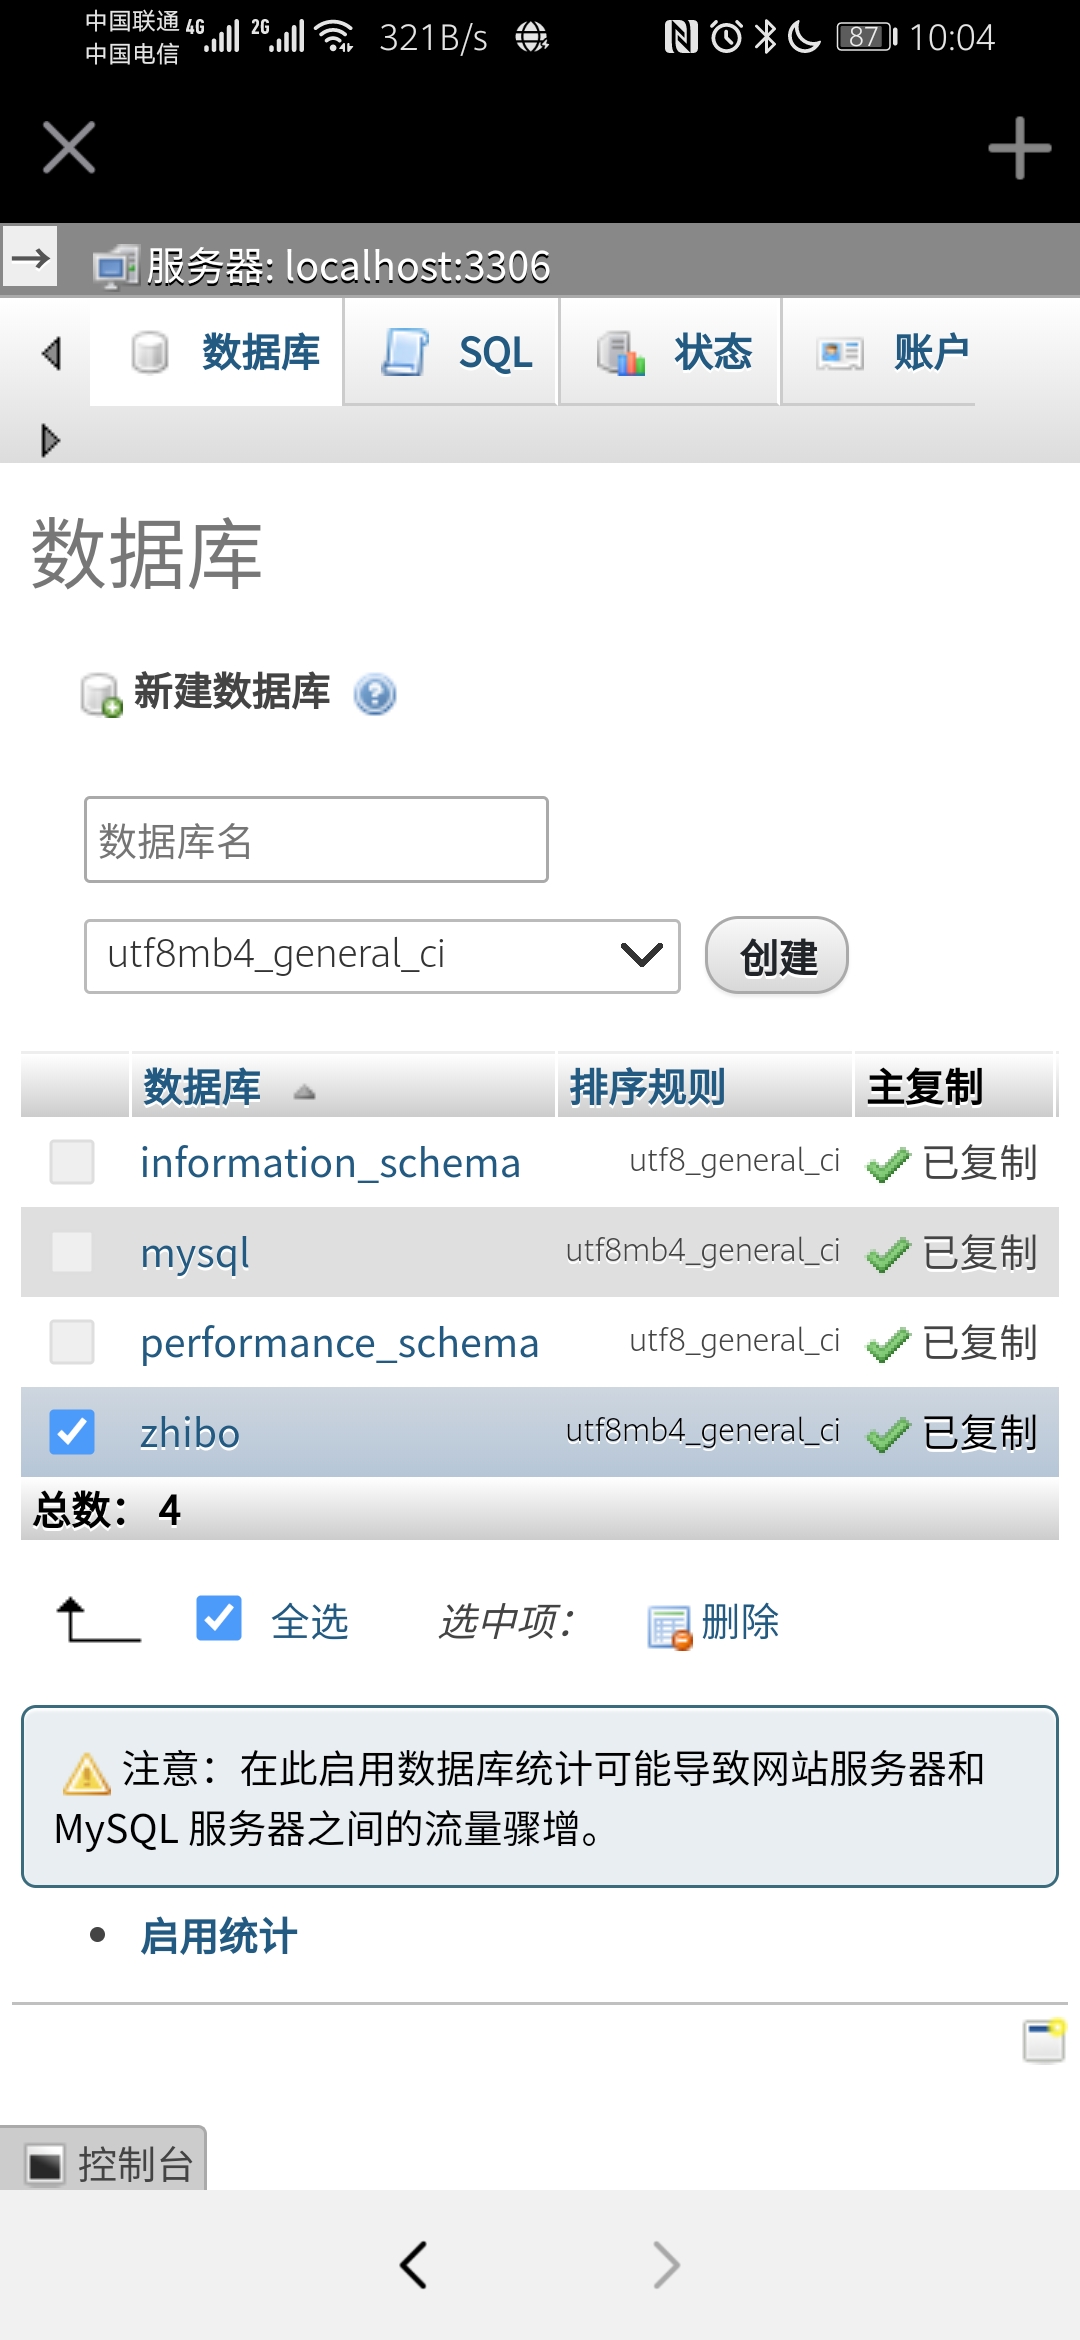 中国联通 4G 2G 321B/s 87 10:04
中国电信
服务器: localhost:3306
数据库 SQL 状态 账户
数据库
新建数据库
数据库名
utf8mb4_general_ci 创建
数据库 排序规则 主复制
information_schema utf8_general_ci 已复制
mysql utf8mb4_general_ci 已复制
performance_schema utf8_general_ci 已复制
zhibo utf8mb4_general_ci 已复制
总数： 4
全选 选中项： 删除
注意：在此启用数据库统计可能导致网站服务器和
MySQL 服务器之间的流量骤增。
启用统计
控制台